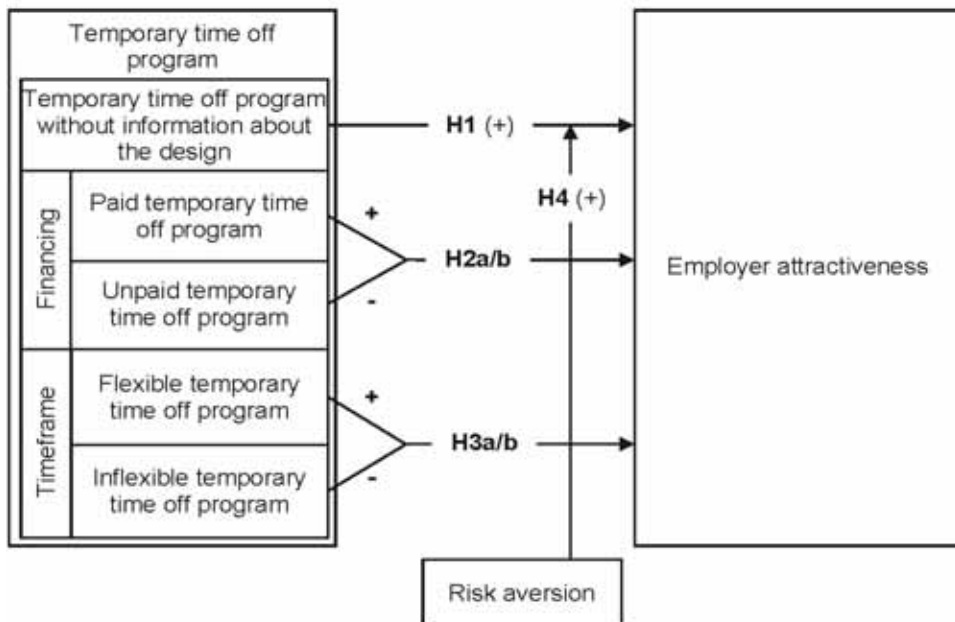 Temporary time off
program
Temporary time off program
without information about
the design
Financing
Paid temporary time
off program
Unpaid temporary
time off program
Timeframe
Flexible temporary
time off program
Inflexible temporary
time off program
H1 (+)
H4 (+)
+
H2a/b
-
+
H3a/b
-
Employer attractiveness
Risk aversion